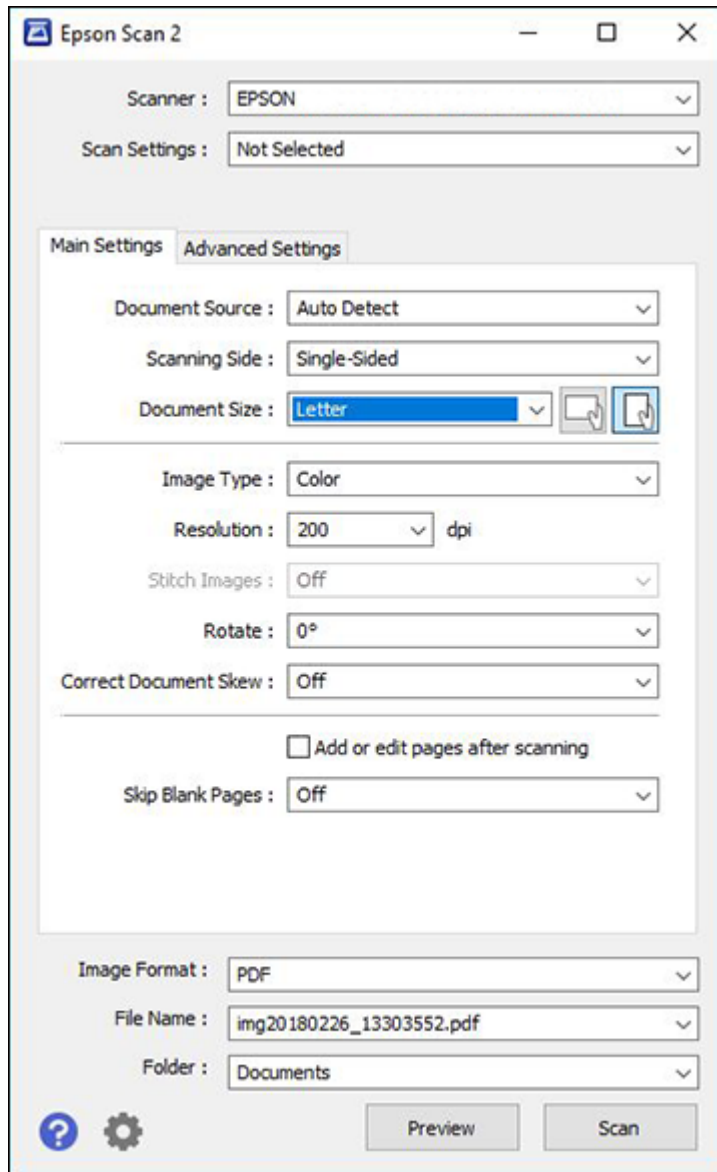 Epson Scan 2
Scanner : EPSON
Scan Settings : Not Selected
Main Settings Advanced Settings
Document Source : Auto Detect
Scanning Side : Single-Sided
Document Size : Letter
Image Type : Color
Resolution : 200 dpi
Stitch Images : Off
Rotate : 0°
Correct Document Skew : Off
Add or edit pages after scanning
Skip Blank Pages : Off
Image Format : PDF
File Name : img20180226_13303552.pdf
Folder : Documents
? Preview Scan